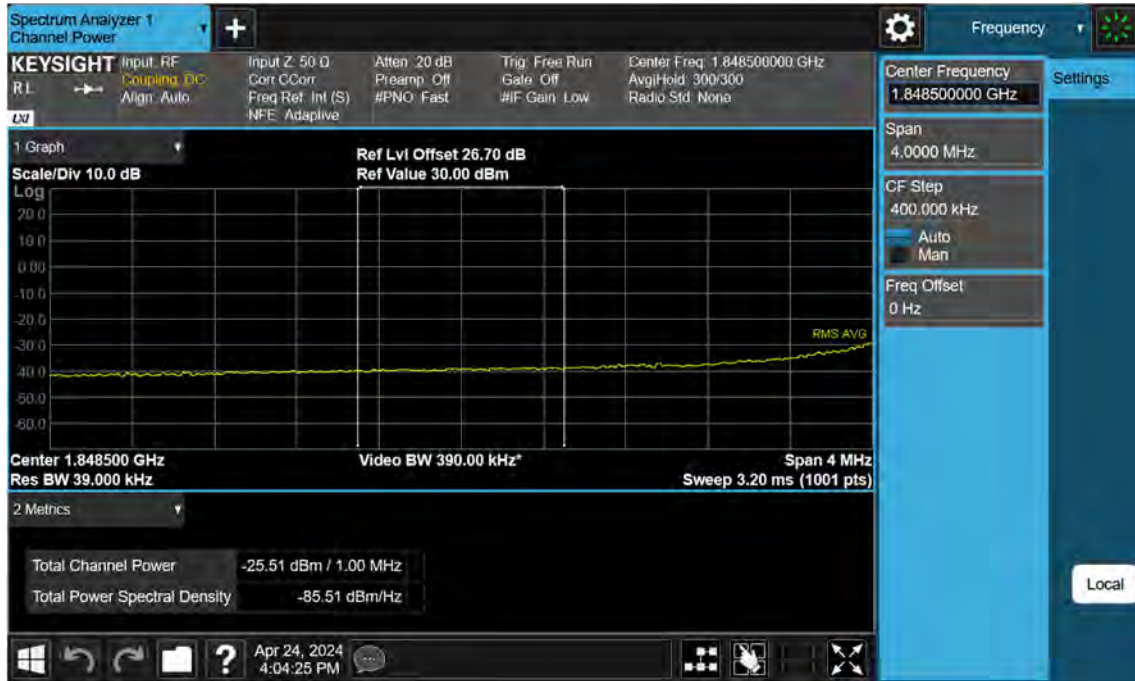 Spectrum Analyzer 1
Channel Power
+
Frequency
KEYSIGHT
RL
LXI
Input: RF
Coupling: DC
Align: Auto
Input Z: 50 Ω
Corr CCorr
Freq Ref: Int (S)
NFE: Adaptive
Atten: 20 dB
Preamp: Off
#PNO: Fast
Trig: Free Run
Gate: Off
#IF Gain: Low
Center Freq: 1.848500000 GHz
Avg|Hold: 300/300
Radio Std: None
Center Frequency
1.848500000 GHz
Settings
Span
4.0000 MHz
CF Step
400.000 kHz
Auto
Man
Freq Offset
0 Hz
1 Graph
Scale/Div 10.0 dB
Ref Lvl Offset 26.70 dB
Ref Value 30.00 dBm
Log
20.0
10.0
0.00
-10.0
-20.0
-30.0
-40.0
-50.0
-60.0
RMS AVG
Center 1.848500 GHz
Res BW 39.000 kHz
Video BW 390.00 kHz*
Span 4 MHz
Sweep 3.20 ms (1001 pts)
2 Metrics
Total Channel Power
-25.51 dBm / 1.00 MHz
Total Power Spectral Density
-85.51 dBm/Hz
Local
?
Apr 24, 2024
4:04:25 PM